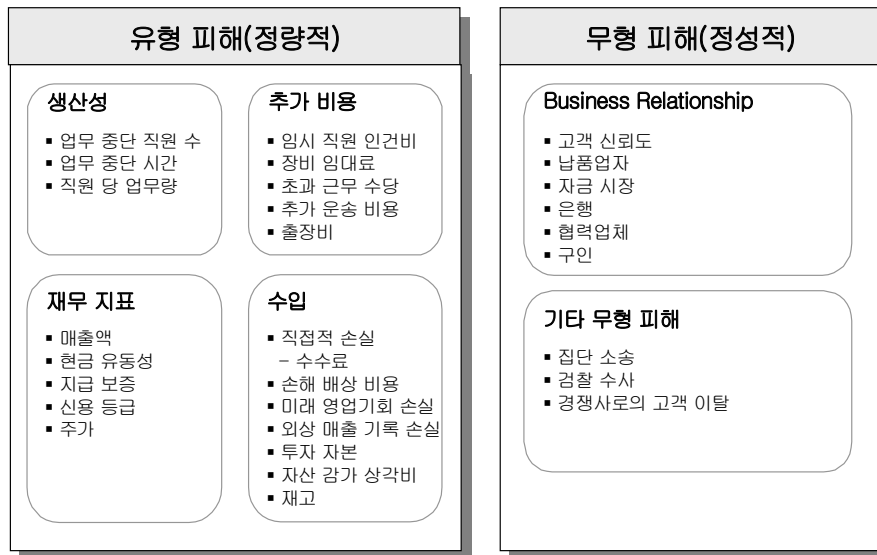 유형 피해(정량적)
생산성
▪ 업무 중단 직원 수
▪ 업무 중단 시간
▪ 직원 당 업무량
추가 비용
▪ 임시 직원 인건비
▪ 장비 임대료
▪ 초과 근무 수당
▪ 추가 운송 비용
▪ 출장비
재무 지표
▪ 매출액
▪ 현금 유동성
▪ 지급 보증
▪ 신용 등급
▪ 주가
수입
▪ 직접적 손실
– 수수료
▪ 손해 배상 비용
▪ 미래 영업기회 손실
▪ 외상 매출 기록 손실
▪ 투자 자본
▪ 자산 감가 상각비
▪ 재고
무형 피해(정성적)
Business Relationship
▪ 고객 신뢰도
▪ 납품업자
▪ 자금 시장
▪ 은행
▪ 협력업체
▪ 구인
기타 무형 피해
▪ 집단 소송
▪ 검찰 수사
▪ 경쟁사로의 고객 이탈